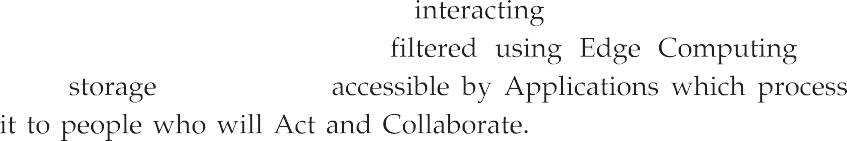 interacting
filtered using Edge Computing
storage accessible by Applications which process
it to people who will Act and Collaborate.